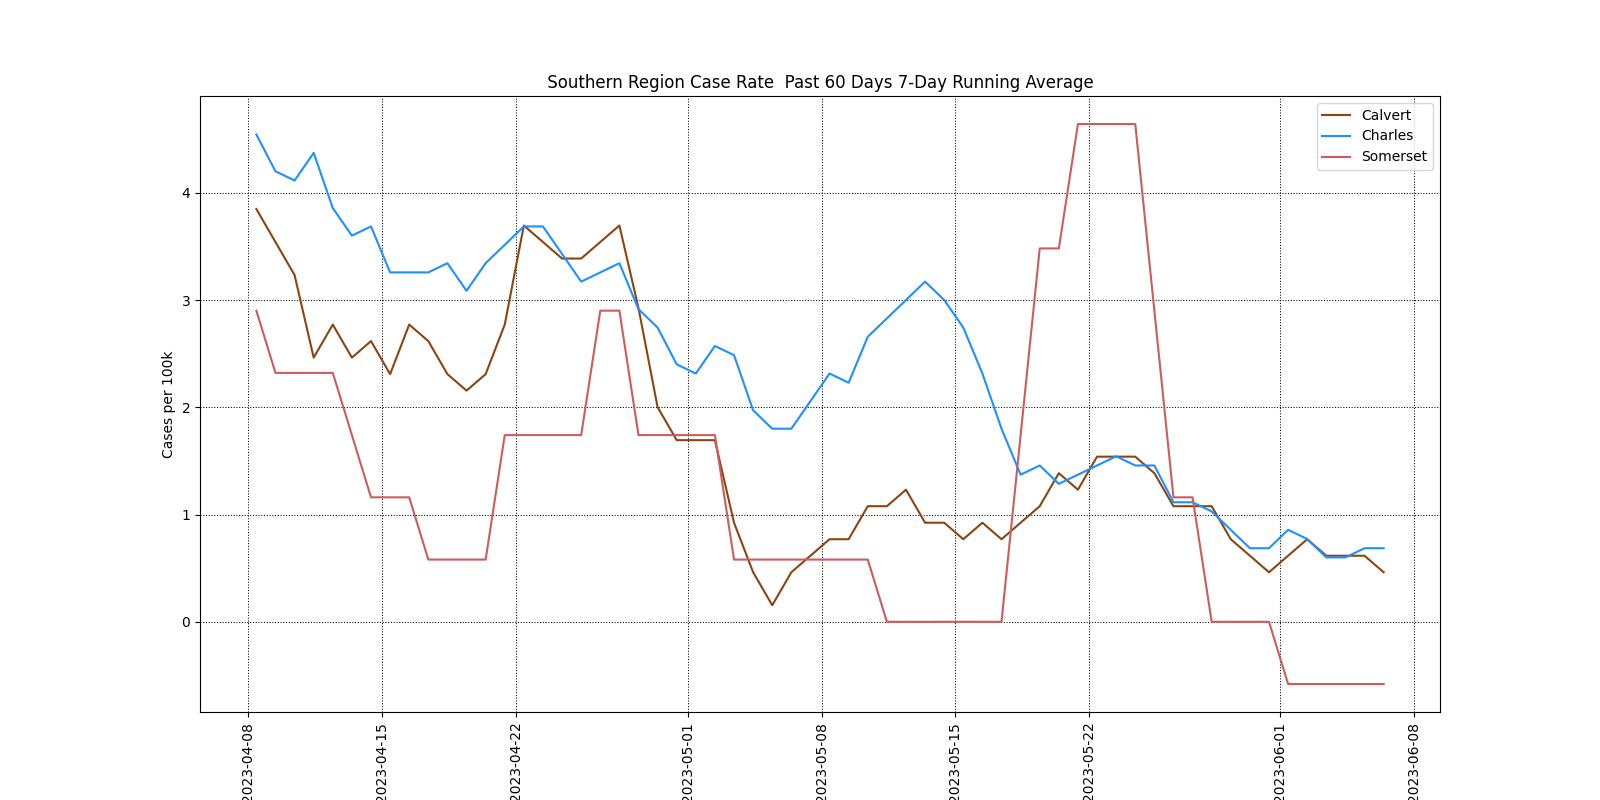 Southern Region Case Rate  Past 60 Days 7-Day Running Average
Calvert
Charles
Somerset
Cases per 100k
4
3
2
1
0
2023-04-08
2023-04-15
2023-04-22
2023-05-01
2023-05-08
2023-05-15
2023-05-22
2023-06-01
2023-06-08